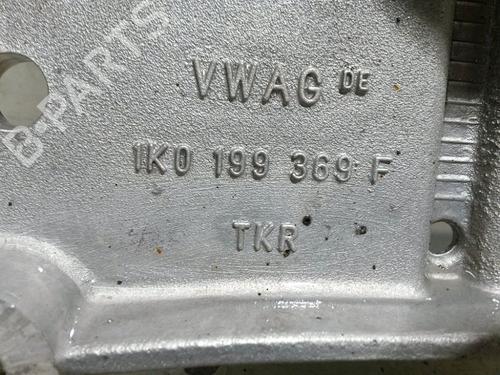 VWAG DE
1K0 199 369 F
TKR
B-PARTS